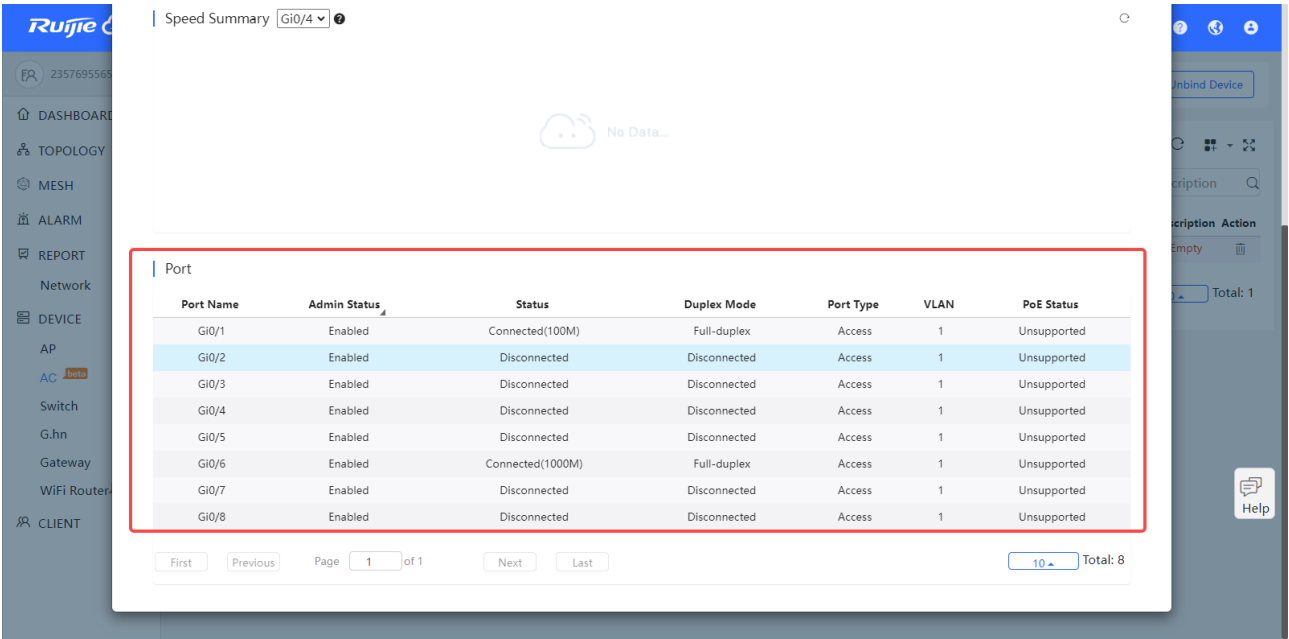 Ruijie
Speed Summary Gi0/4
2357695565
Unbind Device
DASHBOARD
No Data...
TOPOLOGY
MESH
cription
ALARM
scription Action
REPORT
Empty
Port
Network
Port Name Admin Status Status Duplex Mode Port Type VLAN PoE Status
Total: 1
DEVICE
Gi0/1 Enabled Connected(100M) Full-duplex Access 1 Unsupported
AP
Gi0/2 Enabled Disconnected Disconnected Access 1 Unsupported
AC beta
Gi0/3 Enabled Disconnected Disconnected Access 1 Unsupported
Switch
Gi0/4 Enabled Disconnected Disconnected Access 1 Unsupported
G.hn
Gi0/5 Enabled Disconnected Disconnected Access 1 Unsupported
Gateway
Gi0/6 Enabled Connected(1000M) Full-duplex Access 1 Unsupported
WiFi Router
Gi0/7 Enabled Disconnected Disconnected Access 1 Unsupported
Help
CLIENT
Gi0/8 Enabled Disconnected Disconnected Access 1 Unsupported
First Previous Page 1 of 1 Next Last 10 Total: 8